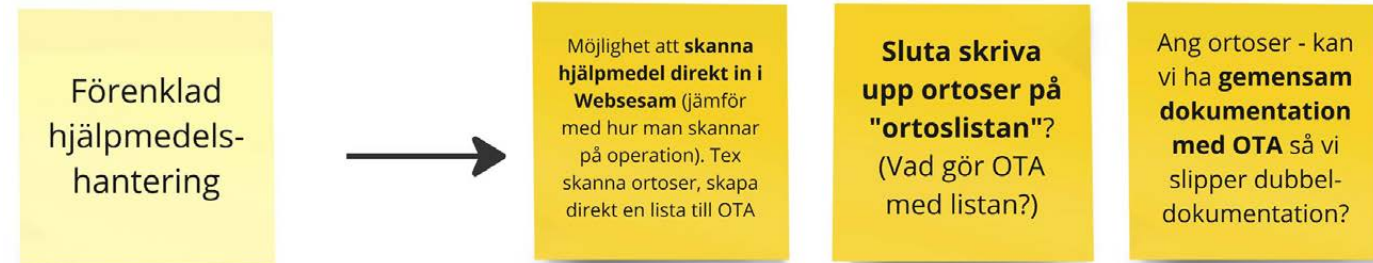 Förenklad
hjälpmedels-
hantering
Möjlighet att skanna
hjälpmedel direkt in i
Websesam (jämför
med hur man skannar
på operation). Tex
skanna ortoser, skapa
direkt en lista till OTA
Sluta skriva
upp ortoser på
"ortoslistan"?
(Vad gör OTA
med listan?)
Ang ortoser - kan
vi ha gemensam
dokumentation
med OTA så vi
slipper dubbel-
dokumentation?